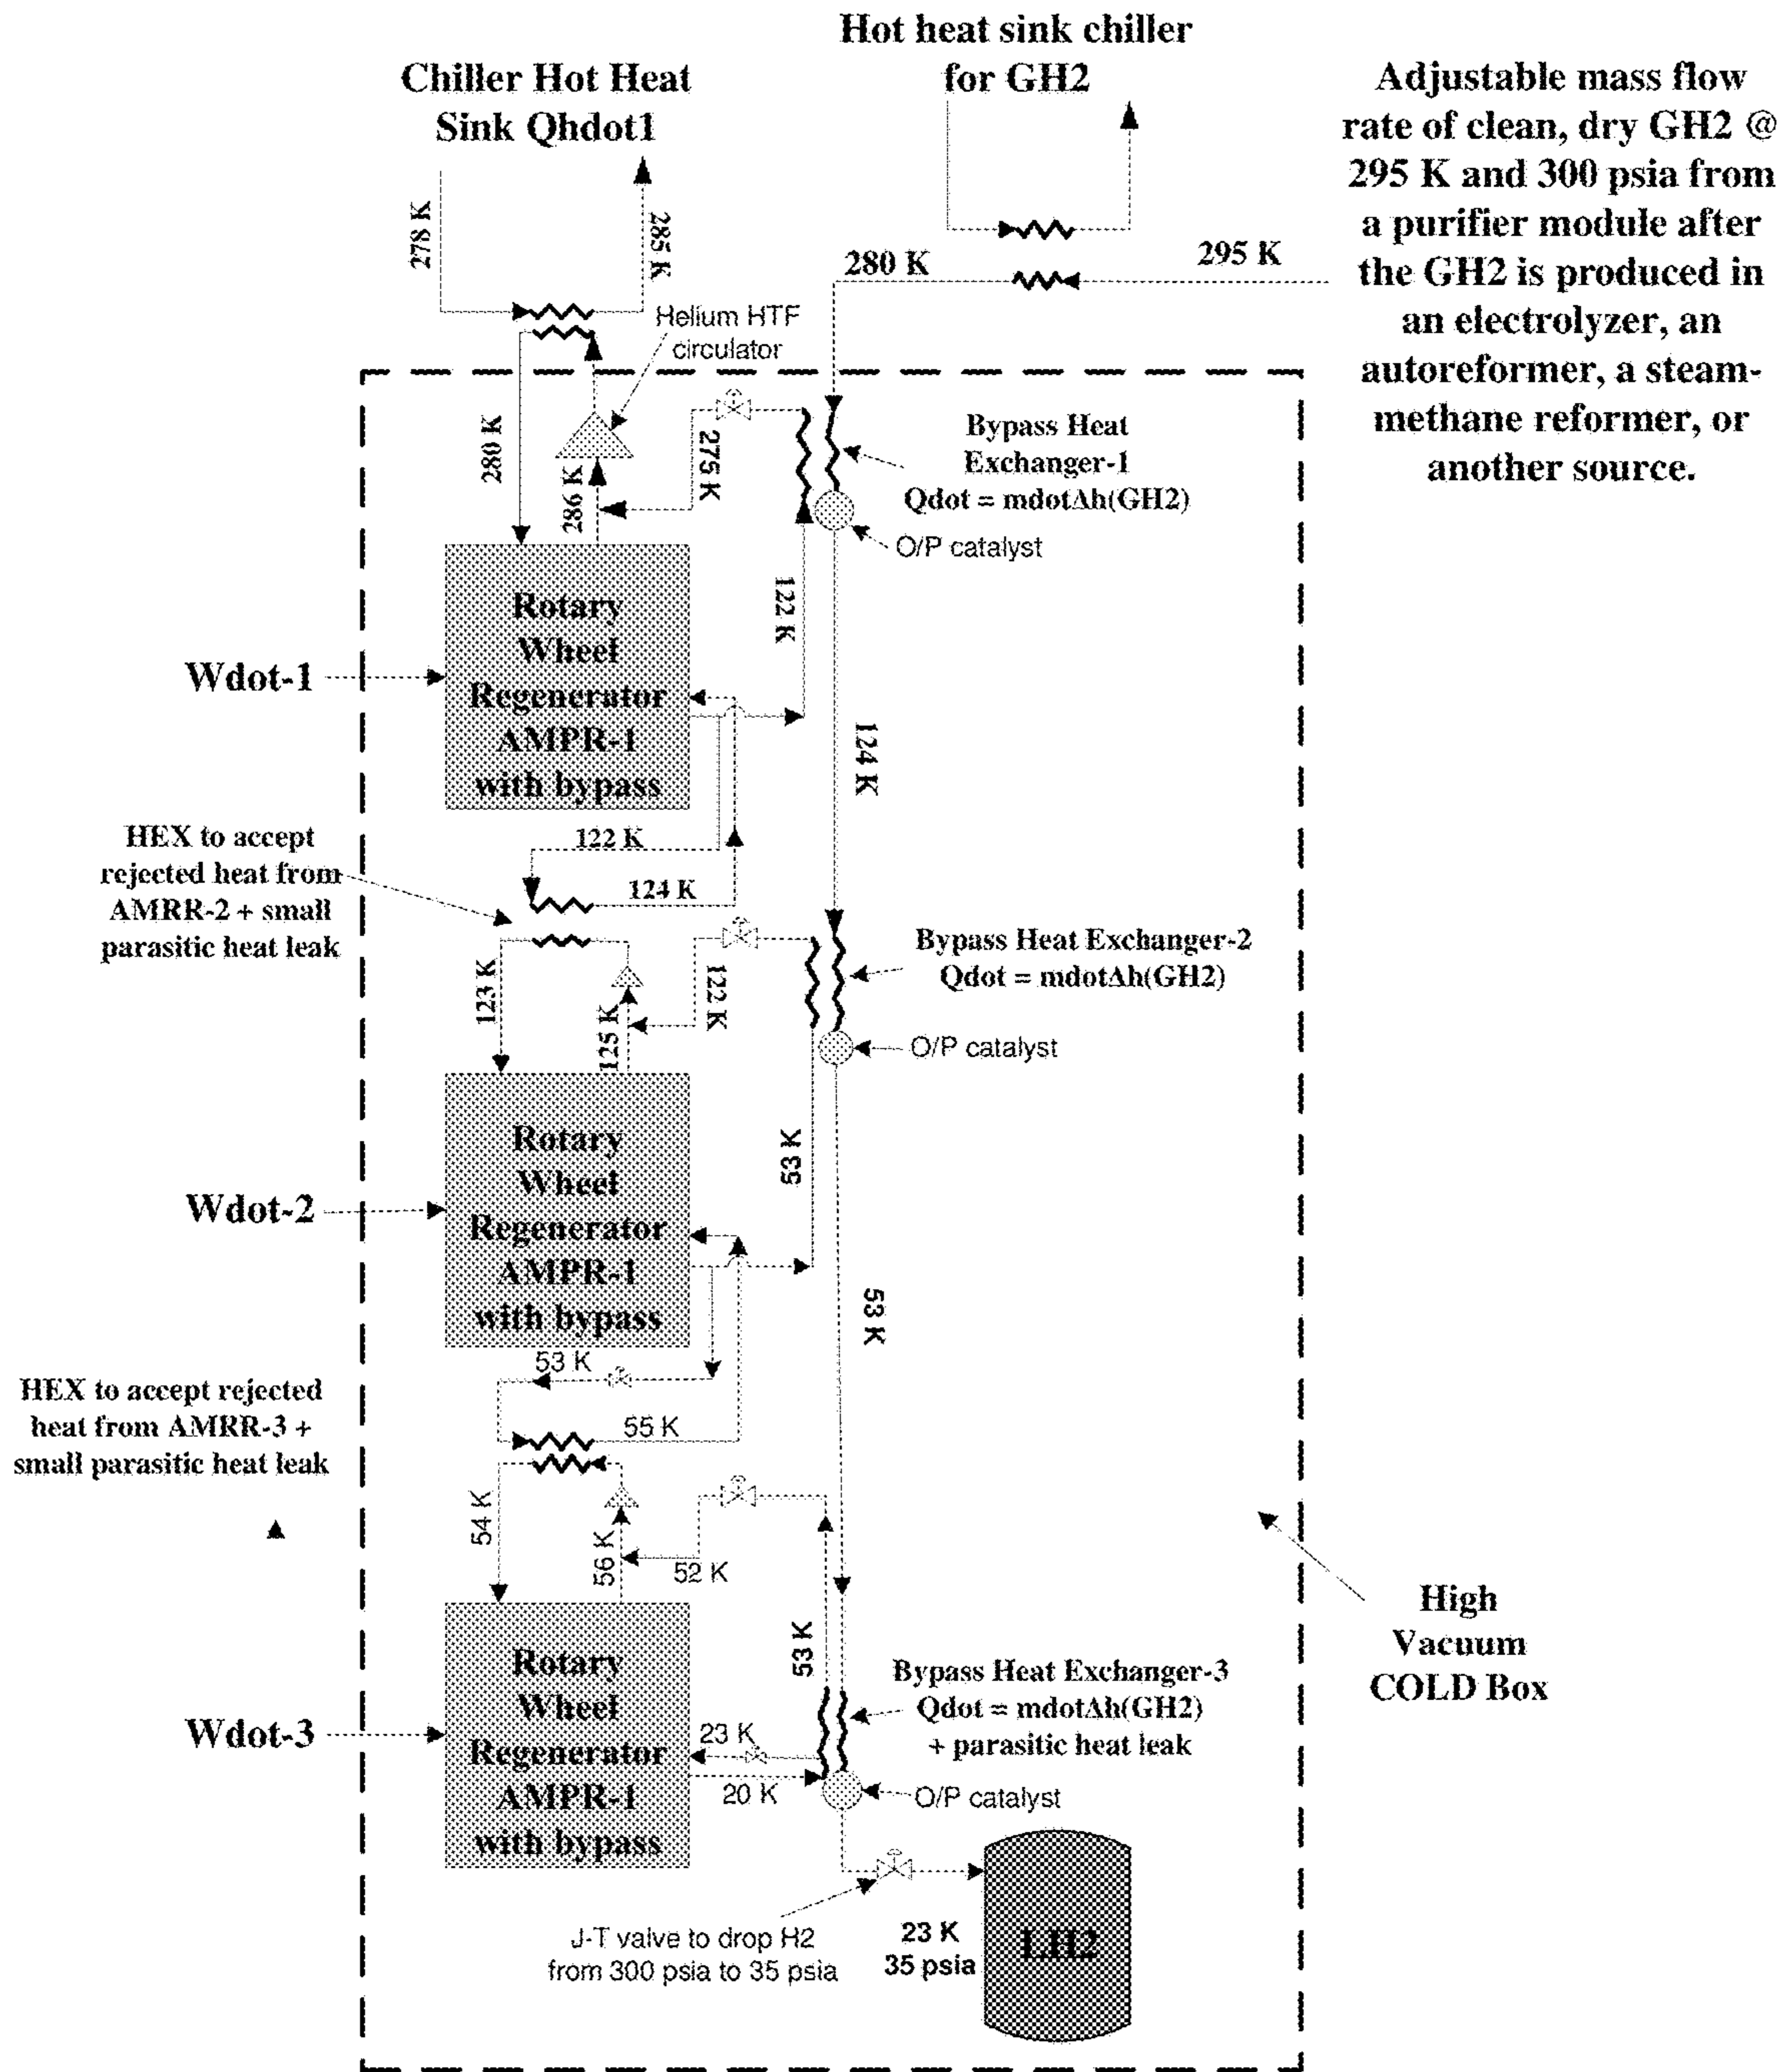 Hot heat sink chiller
for GH2
Chiller Hot Heat
Sink Qhdot1
Adjustable mass flow
rate of clean, dry GH2 @
295 K and 300 psia from
a purifier module after
the GH2 is produced in
an electrolyzer, an
autoreformer, a steam-
methane reformer, or
another source.
278 K
285 K
280 K
295 K
Helium HTF
circulator
280 K
286 K
275 K
Bypass Heat
Exchanger-1
Qdot = mdotΔh(GH2)
O/P catalyst
122 K
Rotary
Wheel
Regenerator
AMPR-1
with bypass
Wdot-1
124 K
HEX to accept
rejected heat from
AMRR-2 + small
parasitic heat leak
122 K
124 K
123 K
125 K
122 K
Bypass Heat Exchanger-2
Qdot = mdotΔh(GH2)
O/P catalyst
53 K
Rotary
Wheel
Regenerator
AMPR-1
with bypass
Wdot-2
53 K
53 K
HEX to accept rejected
heat from AMRR-3 +
small parasitic heat leak
55 K
54 K
56 K
52 K
53 K
High
Vacuum
COLD Box
Rotary
Wheel
Regenerator
AMPR-1
with bypass
Wdot-3
Bypass Heat Exchanger-3
Qdot = mdotΔh(GH2)
+ parasitic heat leak
23 K
20 K
O/P catalyst
J-T valve to drop H2
from 300 psia to 35 psia
23 K
35 psia
LH2